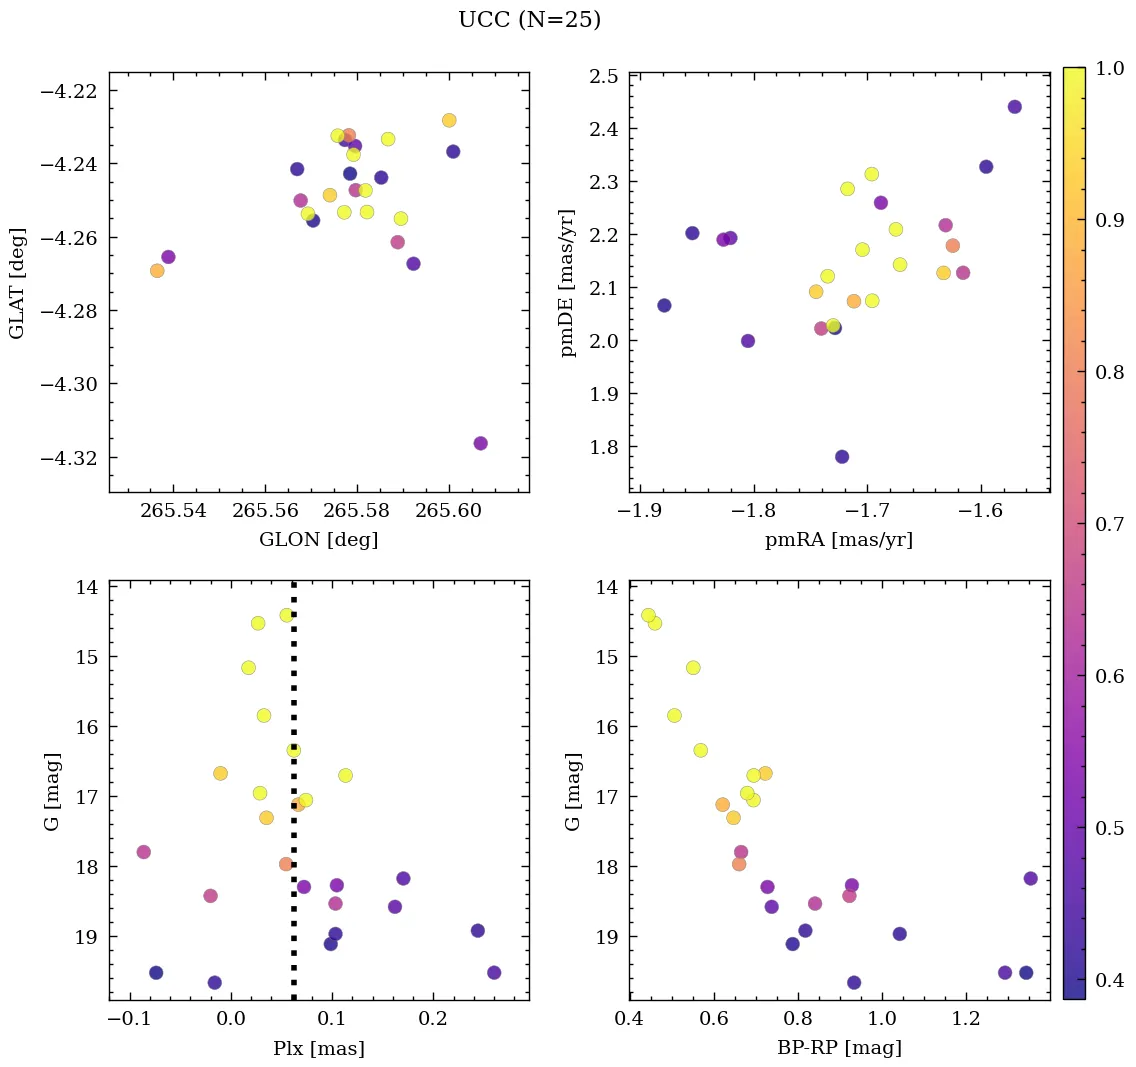 UCC (N=25)
−4.22
−4.24
−4.26
−4.28
−4.30
−4.32
GLAT [deg]
265.54 265.56 265.58 265.60
GLON [deg]
2.5
2.4
2.3
2.2
2.1
2.0
1.9
1.8
pmDE [mas/yr]
−1.9 −1.8 −1.7 −1.6
pmRA [mas/yr]
14
15
16
17
18
19
G [mag]
−0.1 0.0 0.1 0.2
Plx [mas]
14
15
16
17
18
19
G [mag]
0.4 0.6 0.8 1.0 1.2
BP-RP [mag]
1.0
0.9
0.8
0.7
0.6
0.5
0.4